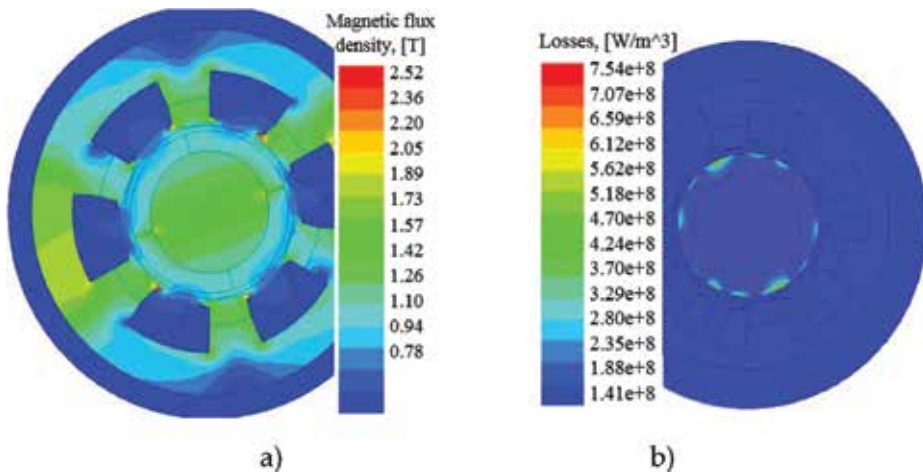 Magnetic flux
density, [T]
2.52
2.36
2.20
2.05
1.89
1.73
1.57
1.42
1.26
1.10
0.94
0.78
a)
Losses, [W/m^3]
7.54e+8
7.07e+8
6.59e+8
6.12e+8
5.62e+8
5.18e+8
4.70e+8
4.24e+8
3.70e+8
3.29e+8
2.80e+8
2.35e+8
1.88e+8
1.41e+8
b)